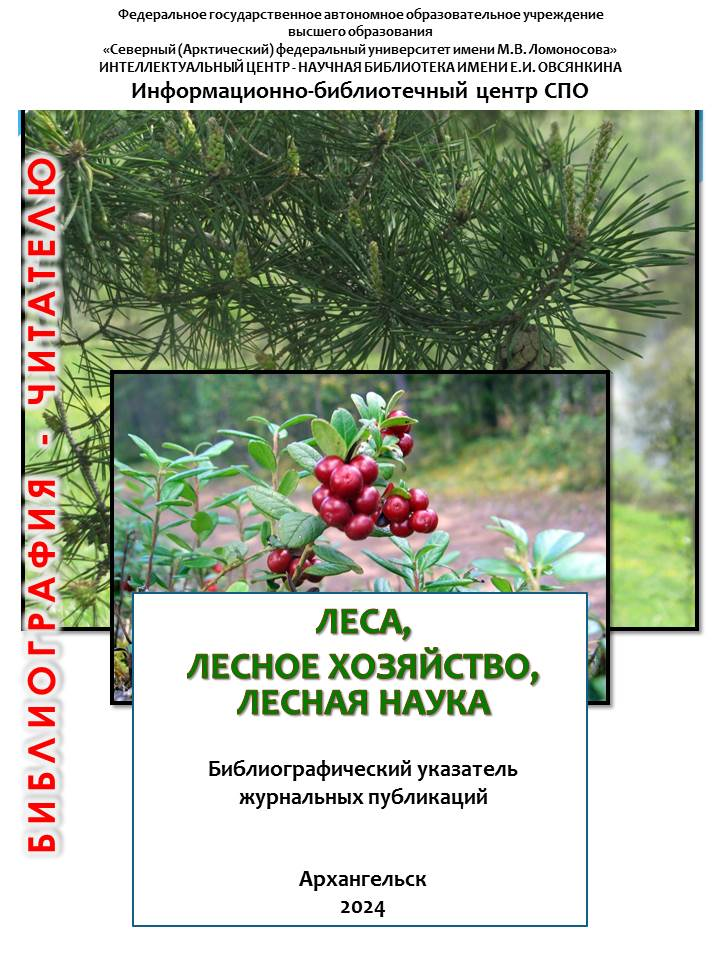 Федеральное государственное автономное образовательное учреждение
высшего образования
«Северный (Арктический) федеральный университет имени М.В. Ломоносова»
ИНТЕЛЛЕКТУАЛЬНЫЙ ЦЕНТР - НАУЧНАЯ БИБЛИОТЕКА ИМЕНИ Е.И. ОВСЯНКИНА
Информационно-библиотечный центр СПО
БИБЛИОГРАФИЯ - ЧИТАТЕЛЮ
ЛЕСА,
ЛЕСНОЕ ХОЗЯЙСТВО,
ЛЕСНАЯ НАУКА
Библиографический указатель
журнальных публикаций
Архангельск
2024